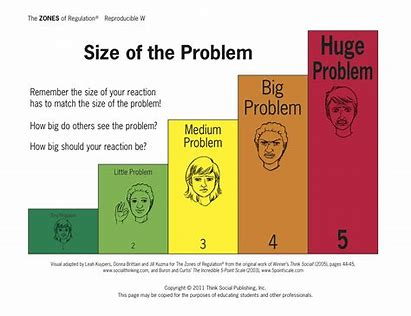 The ZONES of Regulation® Reproducible W
Size of the Problem
Remember the size of your reaction
has to match the size of the problem!
How big do others see the problem?
How big should your reaction be?
Tiny Problem
1
Little Problem
2
Medium
Problem
3
Big
Problem
4
Huge
Problem
5
Visual adapted by Leah Kuypers, Donna Brittain and Jill Kuzma for The Zones of Regulation® from the original work of Winner's Think Social! (2005), pages 44-45,
www.socialthinking.com, and Buron and Curtis' The Incredible 5-Point Scale (2003), www.5pointscale.com
Copyright © 2011 Think Social Publishing, Inc.
This page may be copied for the purposes of educating students and other professionals.